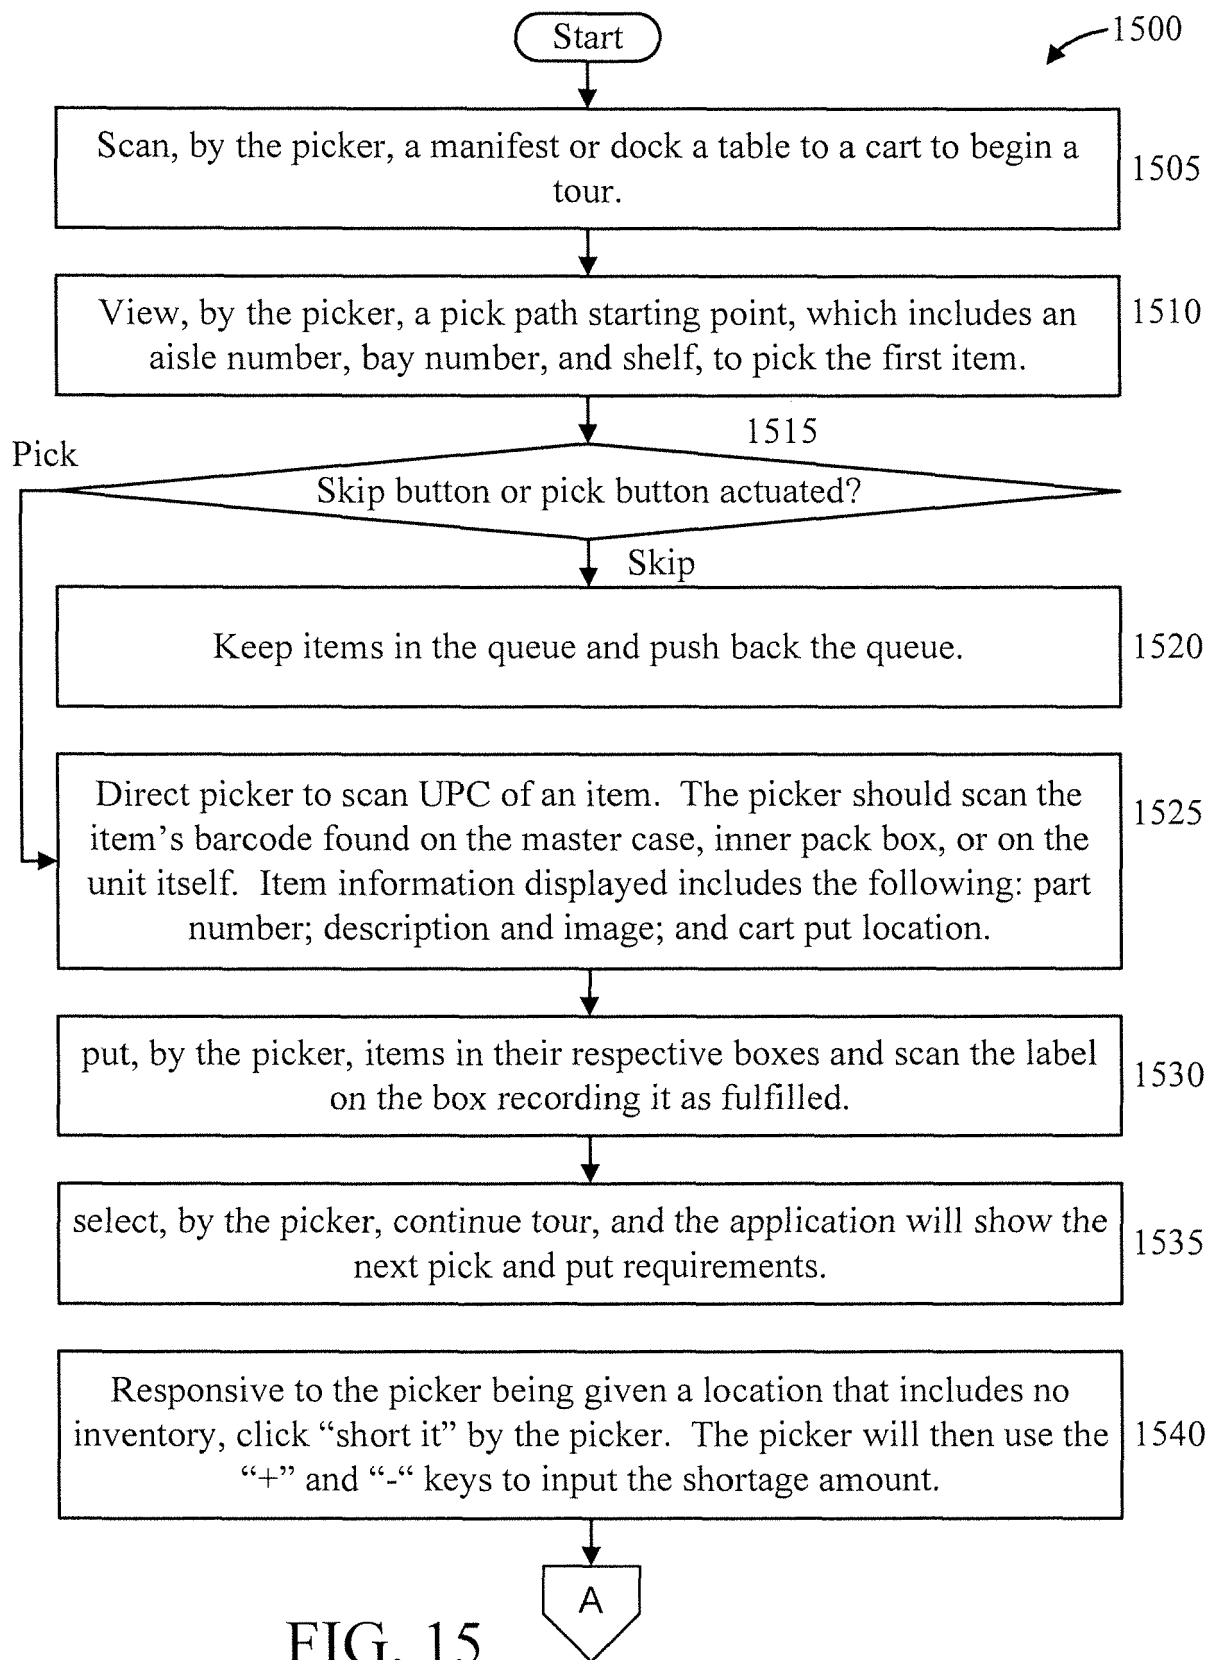 Start
1500
Scan, by the picker, a manifest or dock a table to a cart to begin a
tour.
1505
View, by the picker, a pick path starting point, which includes an
aisle number, bay number, and shelf, to pick the first item.
1510
1515
Pick
Skip button or pick button actuated?
Skip
Keep items in the queue and push back the queue.
1520
Direct picker to scan UPC of an item. The picker should scan the
item’s barcode found on the master case, inner pack box, or on the
unit itself. Item information displayed includes the following: part
number; description and image; and cart put location.
1525
put, by the picker, items in their respective boxes and scan the label
on the box recording it as fulfilled.
1530
select, by the picker, continue tour, and the application will show the
next pick and put requirements.
1535
Responsive to the picker being given a location that includes no
inventory, click “short it” by the picker. The picker will then use the
“+” and “-“ keys to input the shortage amount.
1540
A
FIG. 15